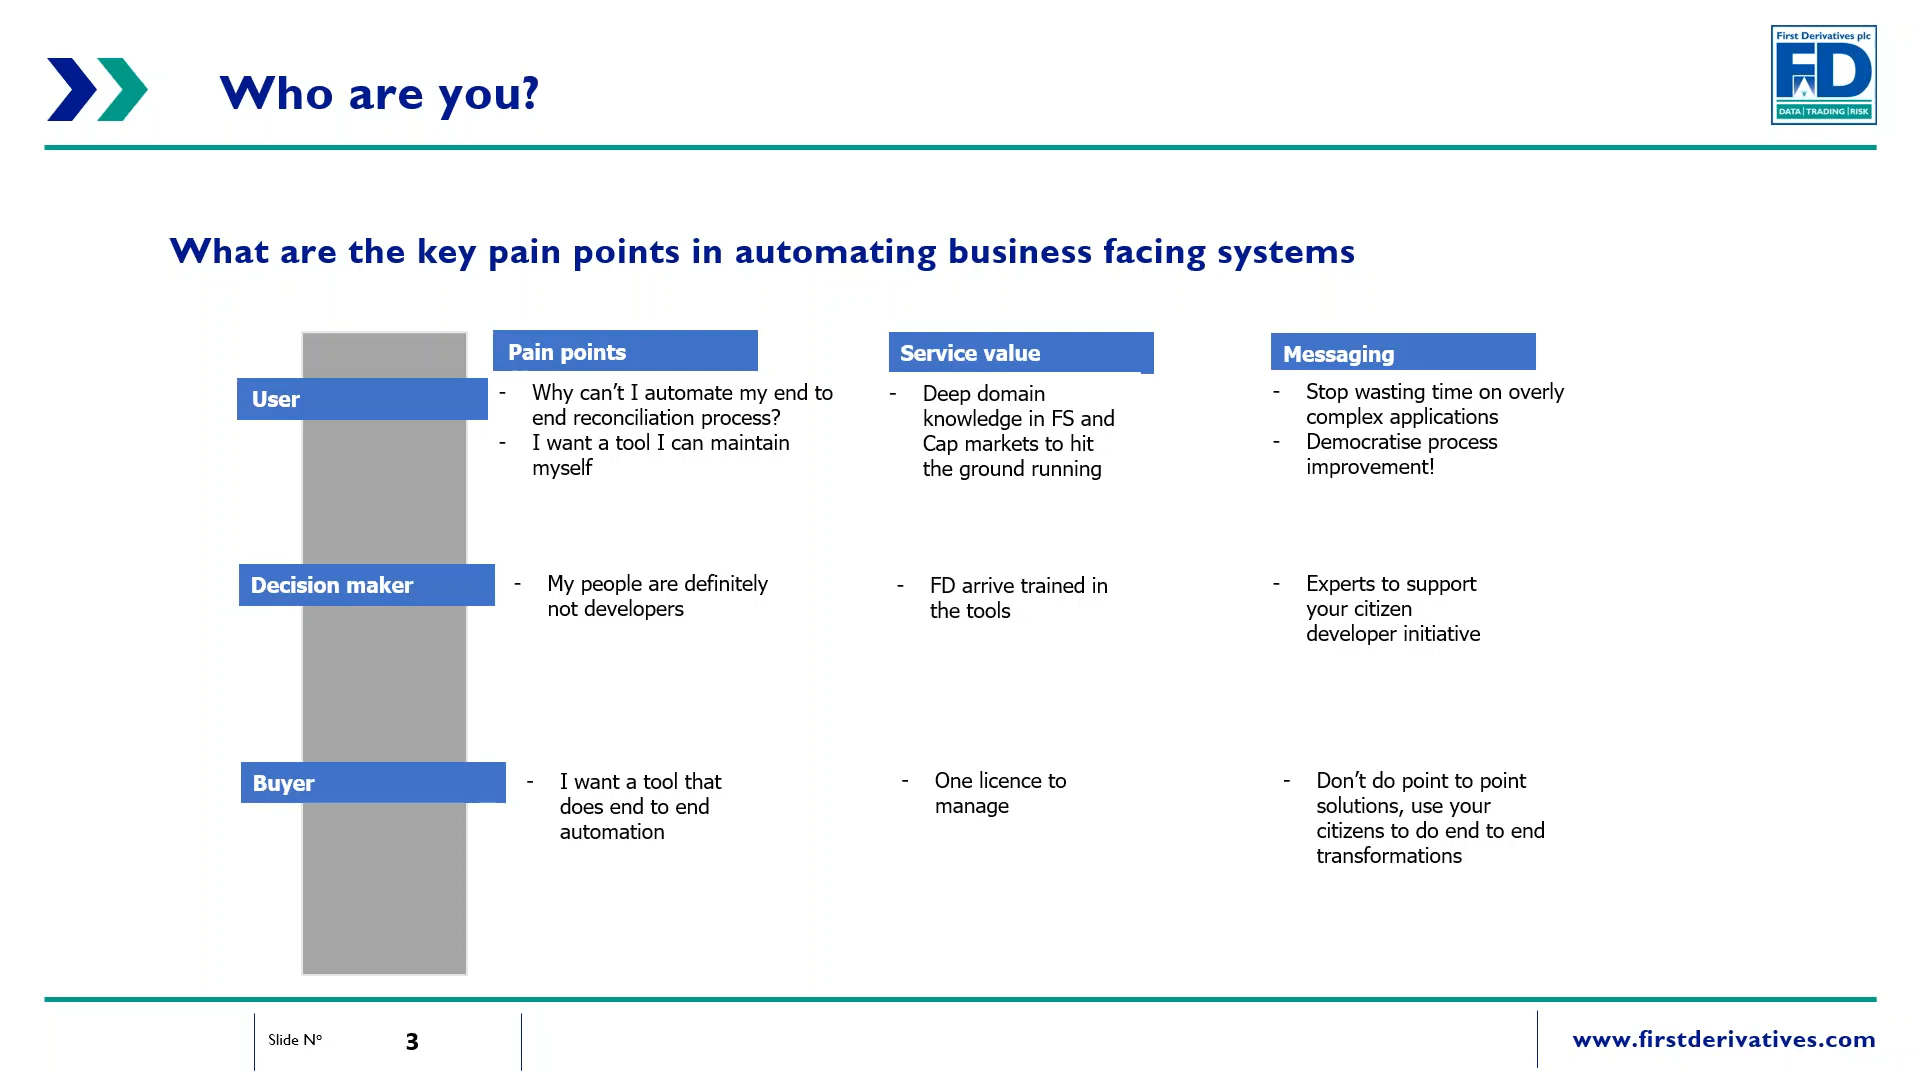 Who are you?
First Derivatives plc
FD
DATA | TRADING | RISK
What are the key pain points in automating business facing systems
Pain points
Service value
Messaging
User
- Why can’t I automate my end to
end reconciliation process?
- I want a tool I can maintain
myself
- Deep domain
knowledge in FS and
Cap markets to hit
the ground running
- Stop wasting time on overly
complex applications
- Democratise process
improvement!
Decision maker
- My people are definitely
not developers
- FD arrive trained in
the tools
- Experts to support
your citizen
developer initiative
Buyer
- I want a tool that
does end to end
automation
- One licence to
manage
- Don’t do point to point
solutions, use your
citizens to do end to end
transformations
Slide Nº 3
www.firstderivatives.com